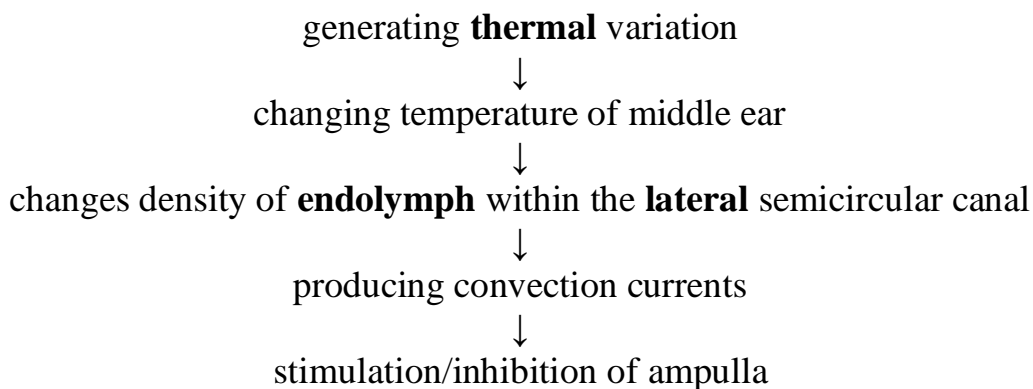 generating thermal variation
↓
changing temperature of middle ear
↓
changes density of endolymph within the lateral semicircular canal
↓
producing convection currents
↓
stimulation/inhibition of ampulla